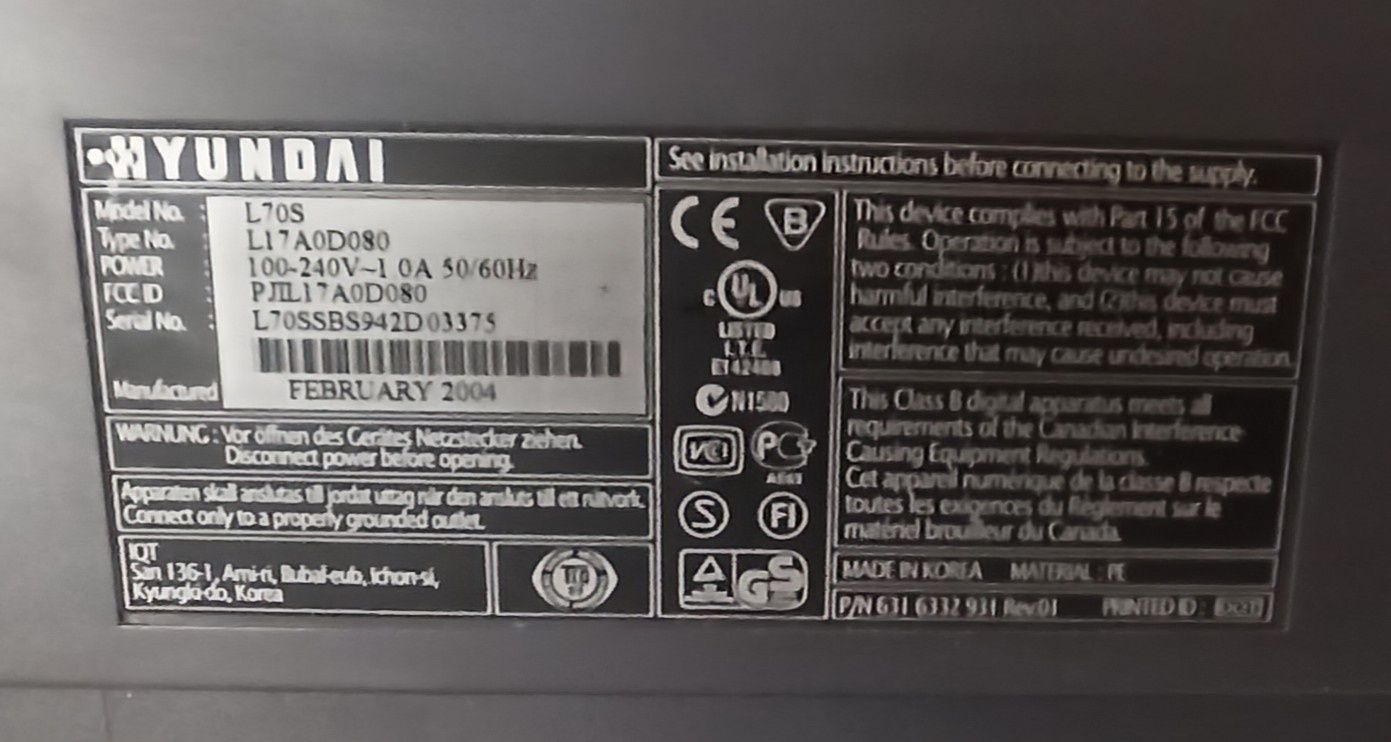 HYUNDAI
See installation instructions before connecting to the supply.
Model No. : L70S
Type No. : L17A0D080
POWER : 100-240V~1.0A 50/60Hz
FCC ID : PJIL17A0D080
Serial No. : L70SSBS942D03375
Manufactured FEBRUARY 2004
WARNUNG : Vor öffnen des Gerätes Netzstecker ziehen.
Disconnect power before opening.
Apparaten skall anslutas till jordat uttag när den ansluts till ett nätverk.
Connect only to a properly grounded outlet.
IQT
San 136-1, Ami-ri, Bubal-eub, Ichon-si,
Kyungki-do, Korea
CE
B
C UL US
LISTED
I.T.E.
N1500
VCI
PC
S
FI
GS
This device complies with Part 15 of the FCC
Rules. Operation is subject to the following
two conditions : (1)this device may not cause
harmful interference, and (2)this device must
accept any interference received, including
interference that may cause undesired operation.
This Class B digital apparatus meets all
requirements of the Canadian Interference-
Causing Equipment Regulations.
Cet appareil numérique de la classe B respecte
toutes les exigences du Règlement sur le
matériel brouilleur du Canada.
MADE IN KOREA MATERIAL : PE
P/N 631 6332 931 Rev:01 PRINTED ID :